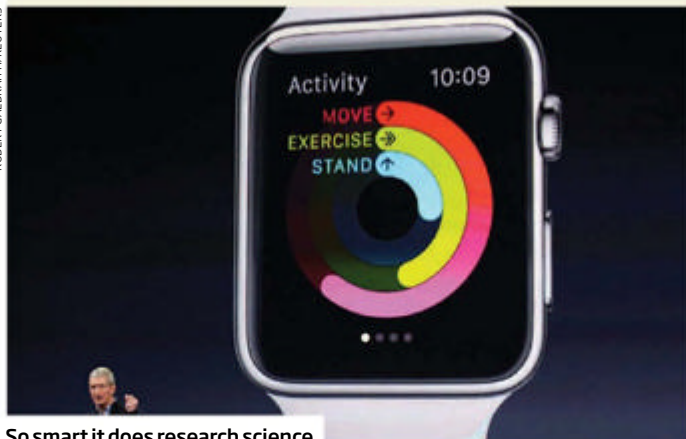 Activity 10:09
MOVE
EXERCISE
STAND
So smart it does research science